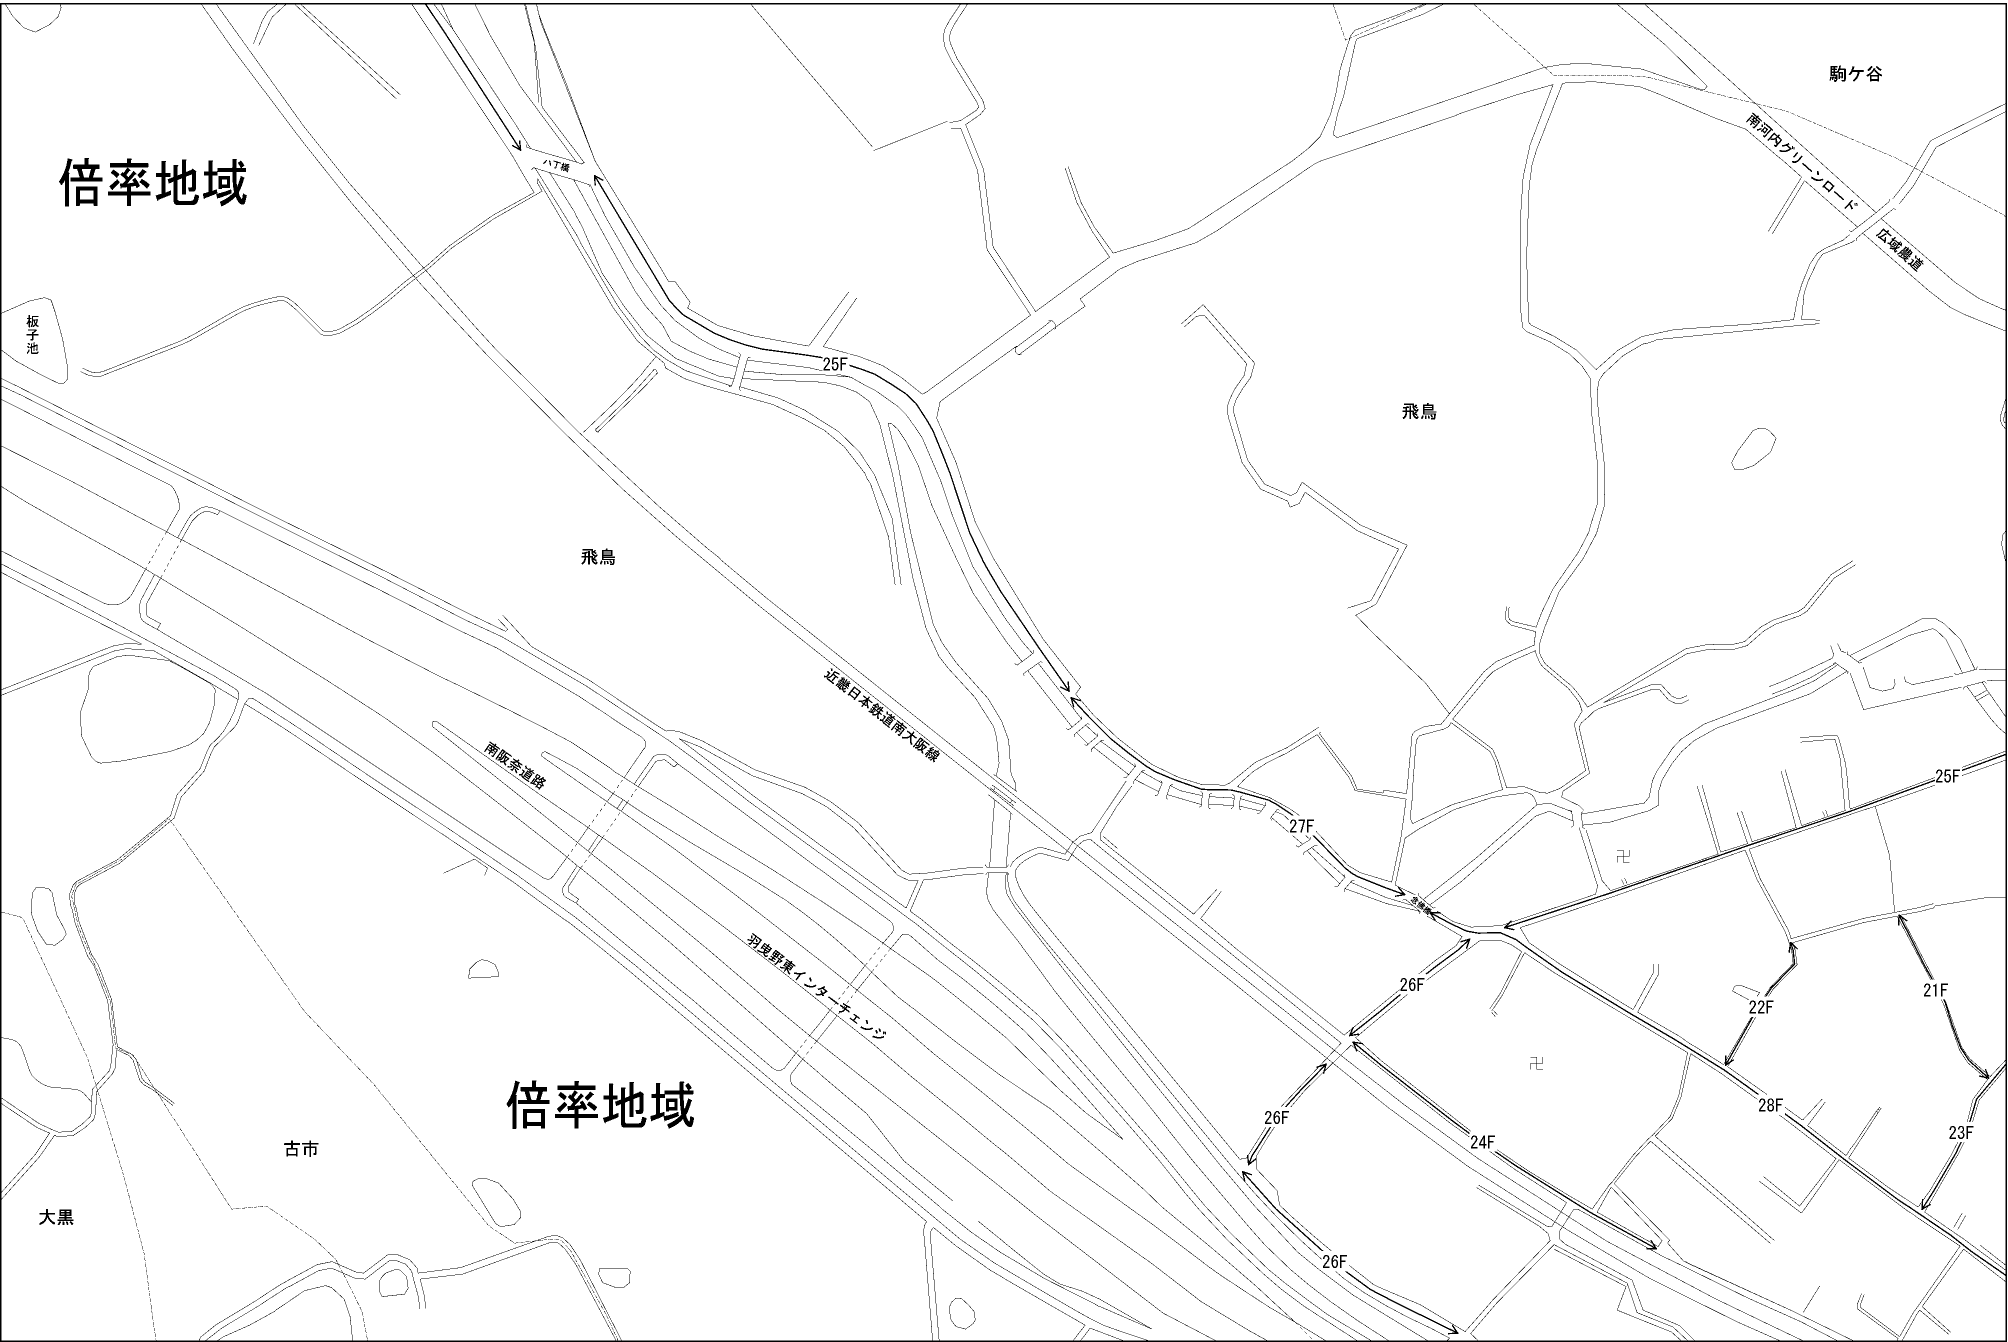 駒ケ谷
南河内グリーンロード
広域農道
八丁橋
倍率地域
板子池
25F
飛鳥
飛鳥
近畿日本鉄道南大阪線
南阪奈道路
25F
27F
羽曳野東インターチェンジ
26F
21F
22F
倍率地域
28F
26F
23F
24F
古市
大黒
26F